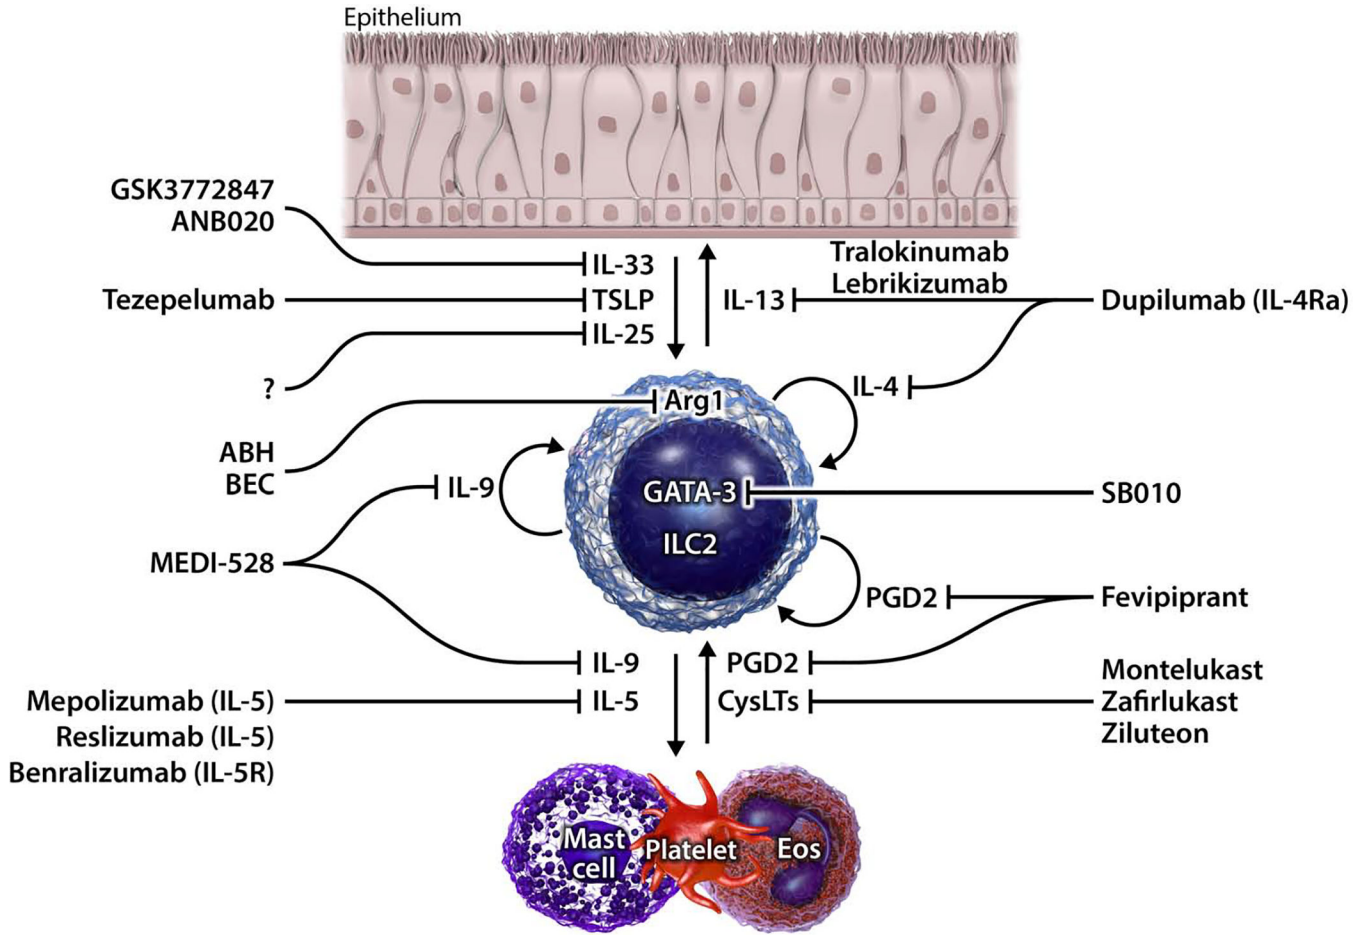 Epithelium
GSK3772847
ANB020
IL-33
Tralokinumab
Lebrikizumab
Tezepelumab
TSLP
IL-13
Dupilumab (IL-4Ra)
IL-25
?
IL-4
Arg1
ABH
BEC
IL-9
GATA-3
SB010
ILC2
MEDI-528
PGD2
Fevipiprant
IL-9
PGD2
Montelukast
Mepolizumab (IL-5)
IL-5
CysLTs
Zafirlukast
Reslizumab (IL-5)
Ziluteon
Benralizumab (IL-5R)
Mast
cell
Platelet
Eos